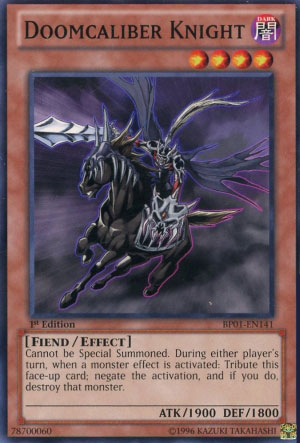 DOOMCALIBER KNIGHT
DARK
闇
1st Edition
BP01-EN141
[FIEND / EFFECT]
Cannot be Special Summoned. During either player's
turn, when a monster effect is activated: Tribute this
face-up card; negate the activation, and if you do,
destroy that monster.
ATK/1900 DEF/1800
78700060
©1996 KAZUKI TAKAHASHI